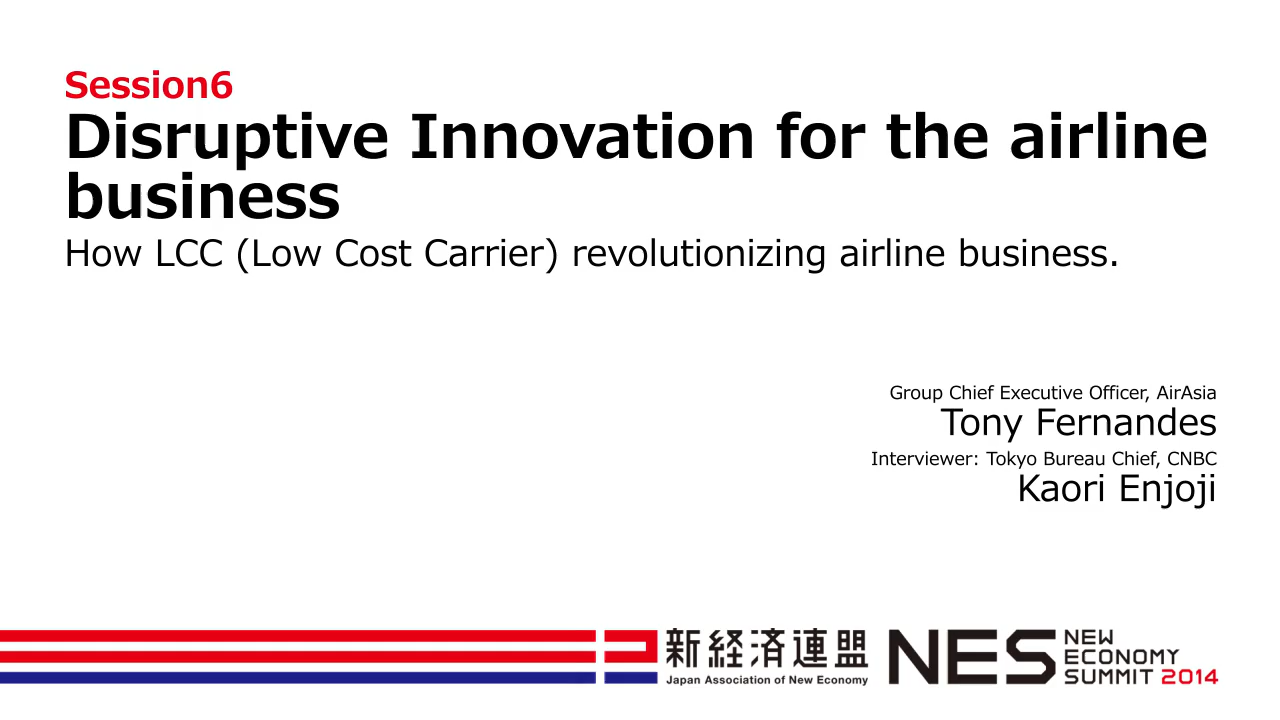 Session6
Disruptive Innovation for the airline
business
How LCC (Low Cost Carrier) revolutionizing airline business.
Group Chief Executive Officer, AirAsia
Tony Fernandes
Interviewer: Tokyo Bureau Chief, CNBC
Kaori Enjoji
新経済連盟
Japan Association of New Economy
NES
NEW
ECONOMY
SUMMIT 2014